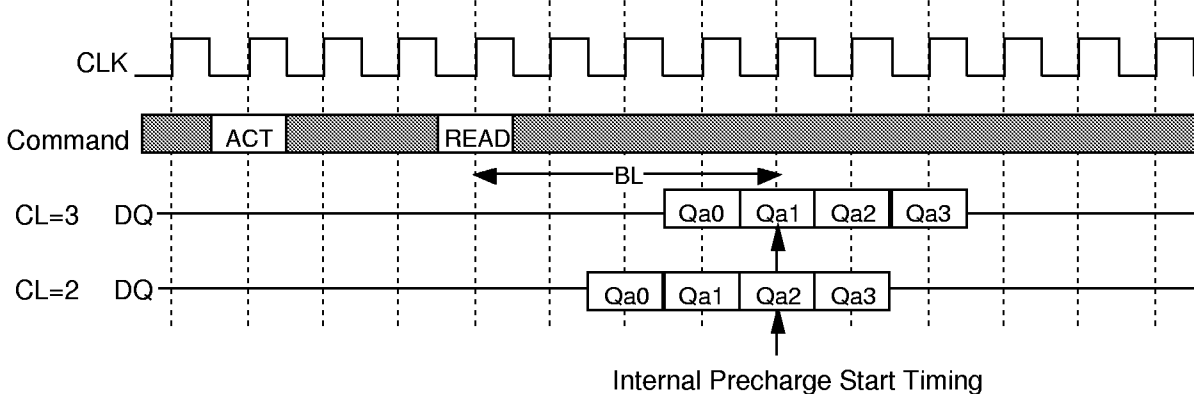 CLK
Command ACT READ
BL
CL=3 DQ Qa0 Qa1 Qa2 Qa3
CL=2 DQ Qa0 Qa1 Qa2 Qa3
Internal Precharge Start Timing